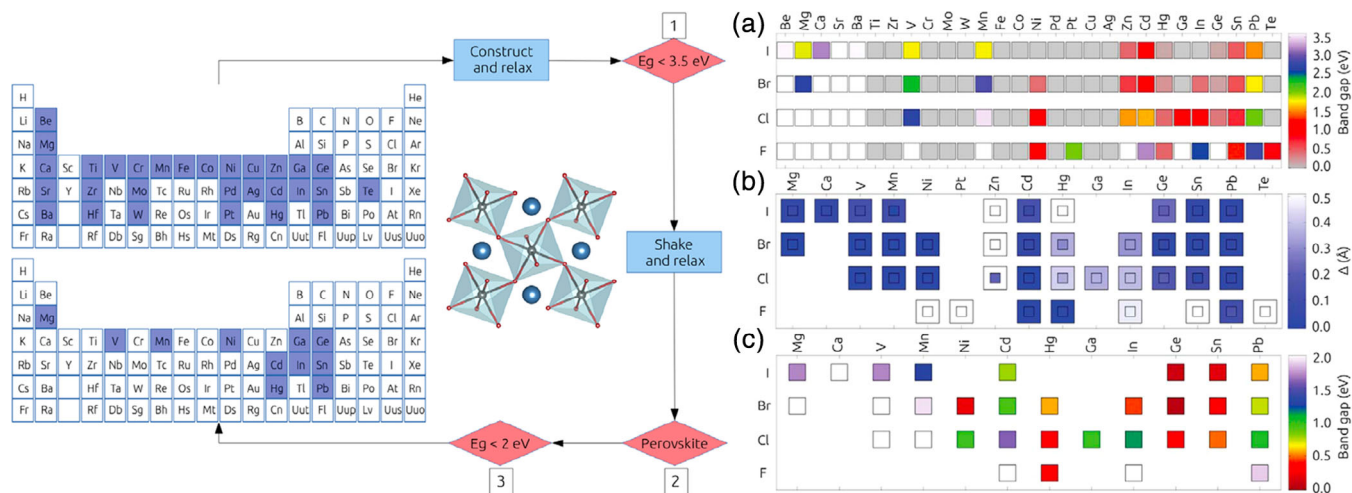 1
Construct
and relax
Eg < 3.5 eV
H He
Li Be B C N O F Ne
Na Mg Al Si P S Cl Ar
K Ca Sc Ti V Cr Mn Fe Co Ni Cu Zn Ga Ge As Se Br Kr
Rb Sr Y Zr Nb Mo Tc Ru Rh Pd Ag Cd In Sn Sb Te I Xe
Cs Ba Hf Ta W Re Os Ir Pt Au Hg Tl Pb Bi Po At Rn
Fr Ra Rf Db Sg Bh Hs Mt Ds Rg Cn Uut Fl Uup Lv Uus Uuo
Shake
and relax
H He
Li Be B C N O F Ne
Na Mg Al Si P S Cl Ar
K Ca Sc Ti V Cr Mn Fe Co Ni Cu Zn Ga Ge As Se Br Kr
Rb Sr Y Zr Nb Mo Tc Ru Rh Pd Ag Cd In Sn Sb Te I Xe
Cs Ba Hf Ta W Re Os Ir Pt Au Hg Tl Pb Bi Po At Rn
Fr Ra Rf Db Sg Bh Hs Mt Ds Rg Cn Uut Fl Uup Lv Uus Uuo
Eg < 2 eV
Perovskite
3
2
(a)
Be Mg Ca Sr Ba Ti Zr V Cr Mo W Mn Fe Co Ni Pd Pt Cu Ag Zn Cd Hg Ga In Ge Sn Pb Te
I
Br
Cl
F
3.5
3.0
2.5
2.0
1.5
1.0
0.5
0.0
Band gap (eV)
(b)
Mg Ca V Mn Ni Pt Zn Cd Hg Ga In Ge Sn Pb Te
I
Br
Cl
F
0.5
0.4
0.3
0.2
0.1
0.0
Δ (Å)
(c)
Mg Ca V Mn Ni Cd Hg Ga In Ge Sn Pb
I
Br
Cl
F
2.0
1.5
1.0
0.5
0.0
Band gap (eV)